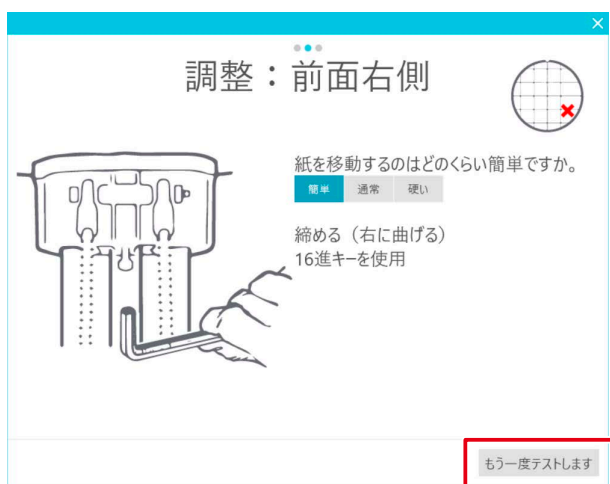 調整：前面右側
紙を移動するのはどのくらい簡単ですか。
簡単 通常 硬い
締める（右に曲げる）
16進キーを使用
もう一度テストします